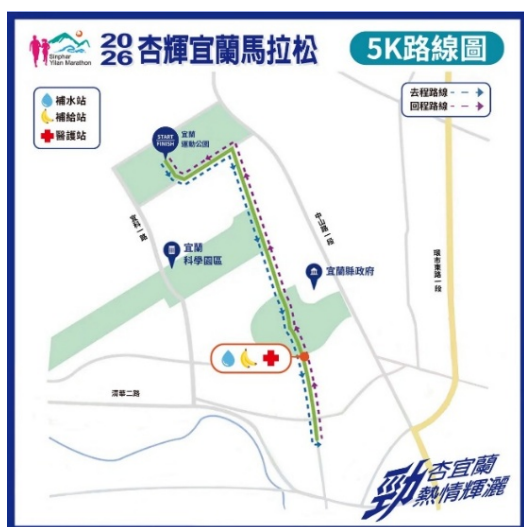 Sinphar
Yilan Marathon
2026 杏輝宜蘭馬拉松
5K路線圖
補水站
補給站
醫護站
去程路線
回程路線
START
FINISH
宜蘭
運動公園
宜科一路
中山路一段
環市東路一段
宜蘭
科學園區
宜蘭縣政府
清華二路
勁 杏宜蘭
熱情輝灑